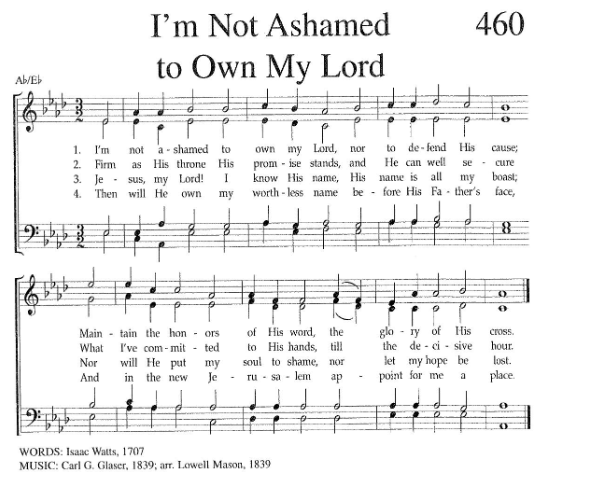 I'm Not Ashamed 460
to Own My Lord
Ab/Eb
1. I'm not a - shamed to own my Lord, nor to de - fend His cause;
2. Firm as His throne His prom - ise stands, and He can well se - cure
3. Je - sus, my Lord! I know His name, His name is all my boast;
4. Then will He own my worth - less name be - fore His Fa - ther's face,
Main - tain the hon - ors of His word, the glo - ry of His cross.
What I've com - mit - ted to His hands, till the de - ci - sive hour.
Nor will He put my soul to shame, nor let my hope be lost.
And in the new Je - ru - sa - lem ap - point for me a place.
WORDS: Isaac Watts, 1707
MUSIC: Carl G. Glaser, 1839; arr. Lowell Mason, 1839